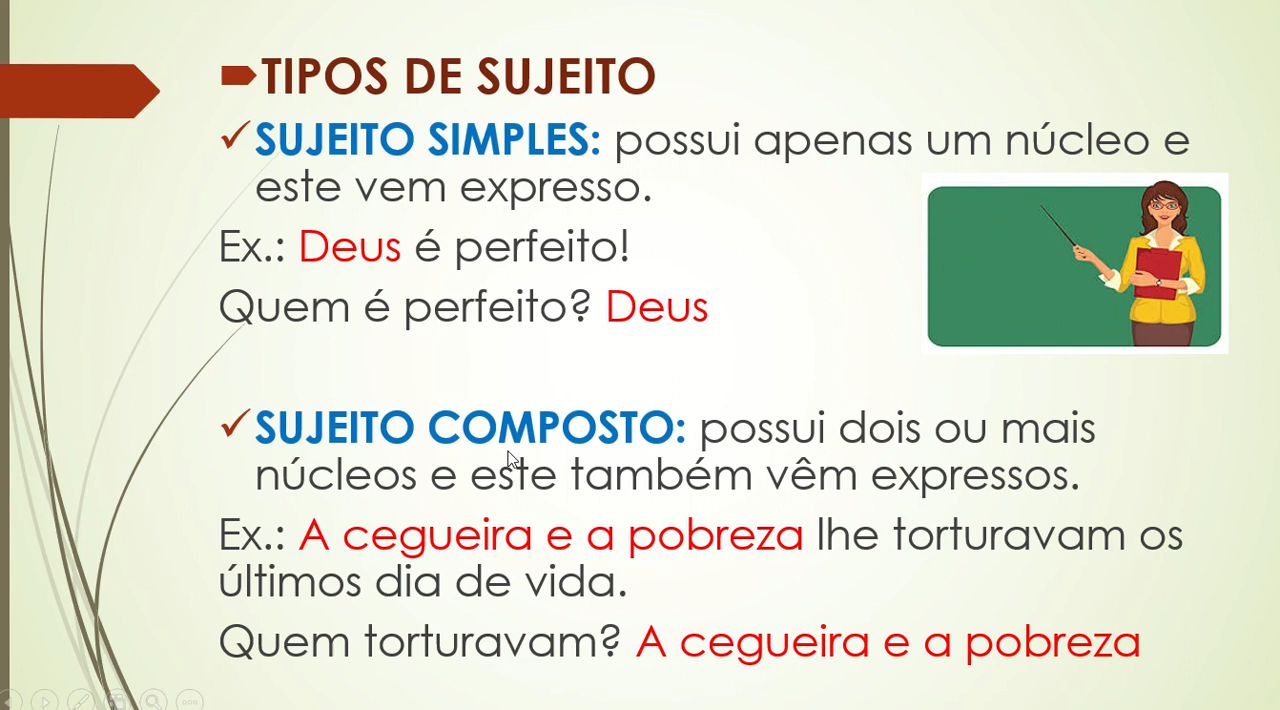 TIPOS DE SUJEITO
SUJEITO SIMPLES: possui apenas um núcleo e
este vem expresso.
Ex.: Deus é perfeito!
Quem é perfeito? Deus
SUJEITO COMPOSTO: possui dois ou mais
núcleos e este também vêm expressos.
Ex.: A cegueira e a pobreza lhe torturavam os
últimos dia de vida.
Quem torturavam? A cegueira e a pobreza